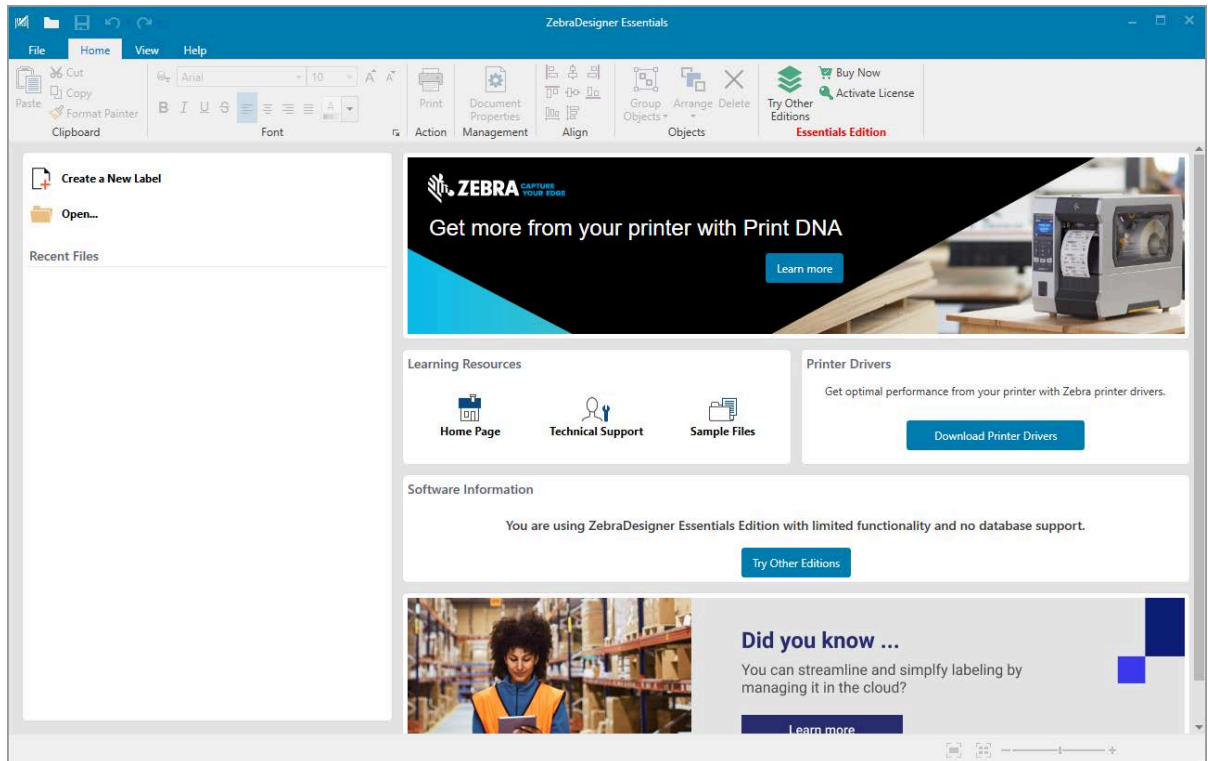 ZebraDesigner Essentials
File Home View Help
Paste
Cut
Copy
Format Painter
Clipboard
Arial 10 A A
B I U S A
Font
Print
Action
Document
Properties
Management
Align
Group
Objects
Arrange
Delete
Objects
Try Other
Editions
Buy Now
Activate License
Essentials Edition
Create a New Label
Open...
Recent Files
ZEBRA CAPTURE
YOUR EDGE
Get more from your printer with Print DNA
Learn more
Learning Resources
Home Page Technical Support Sample Files
Printer Drivers
Get optimal performance from your printer with Zebra printer drivers.
Download Printer Drivers
Software Information
You are using ZebraDesigner Essentials Edition with limited functionality and no database support.
Try Other Editions
Did you know ...
You can streamline and simplfy labeling by
managing it in the cloud?
Learn more